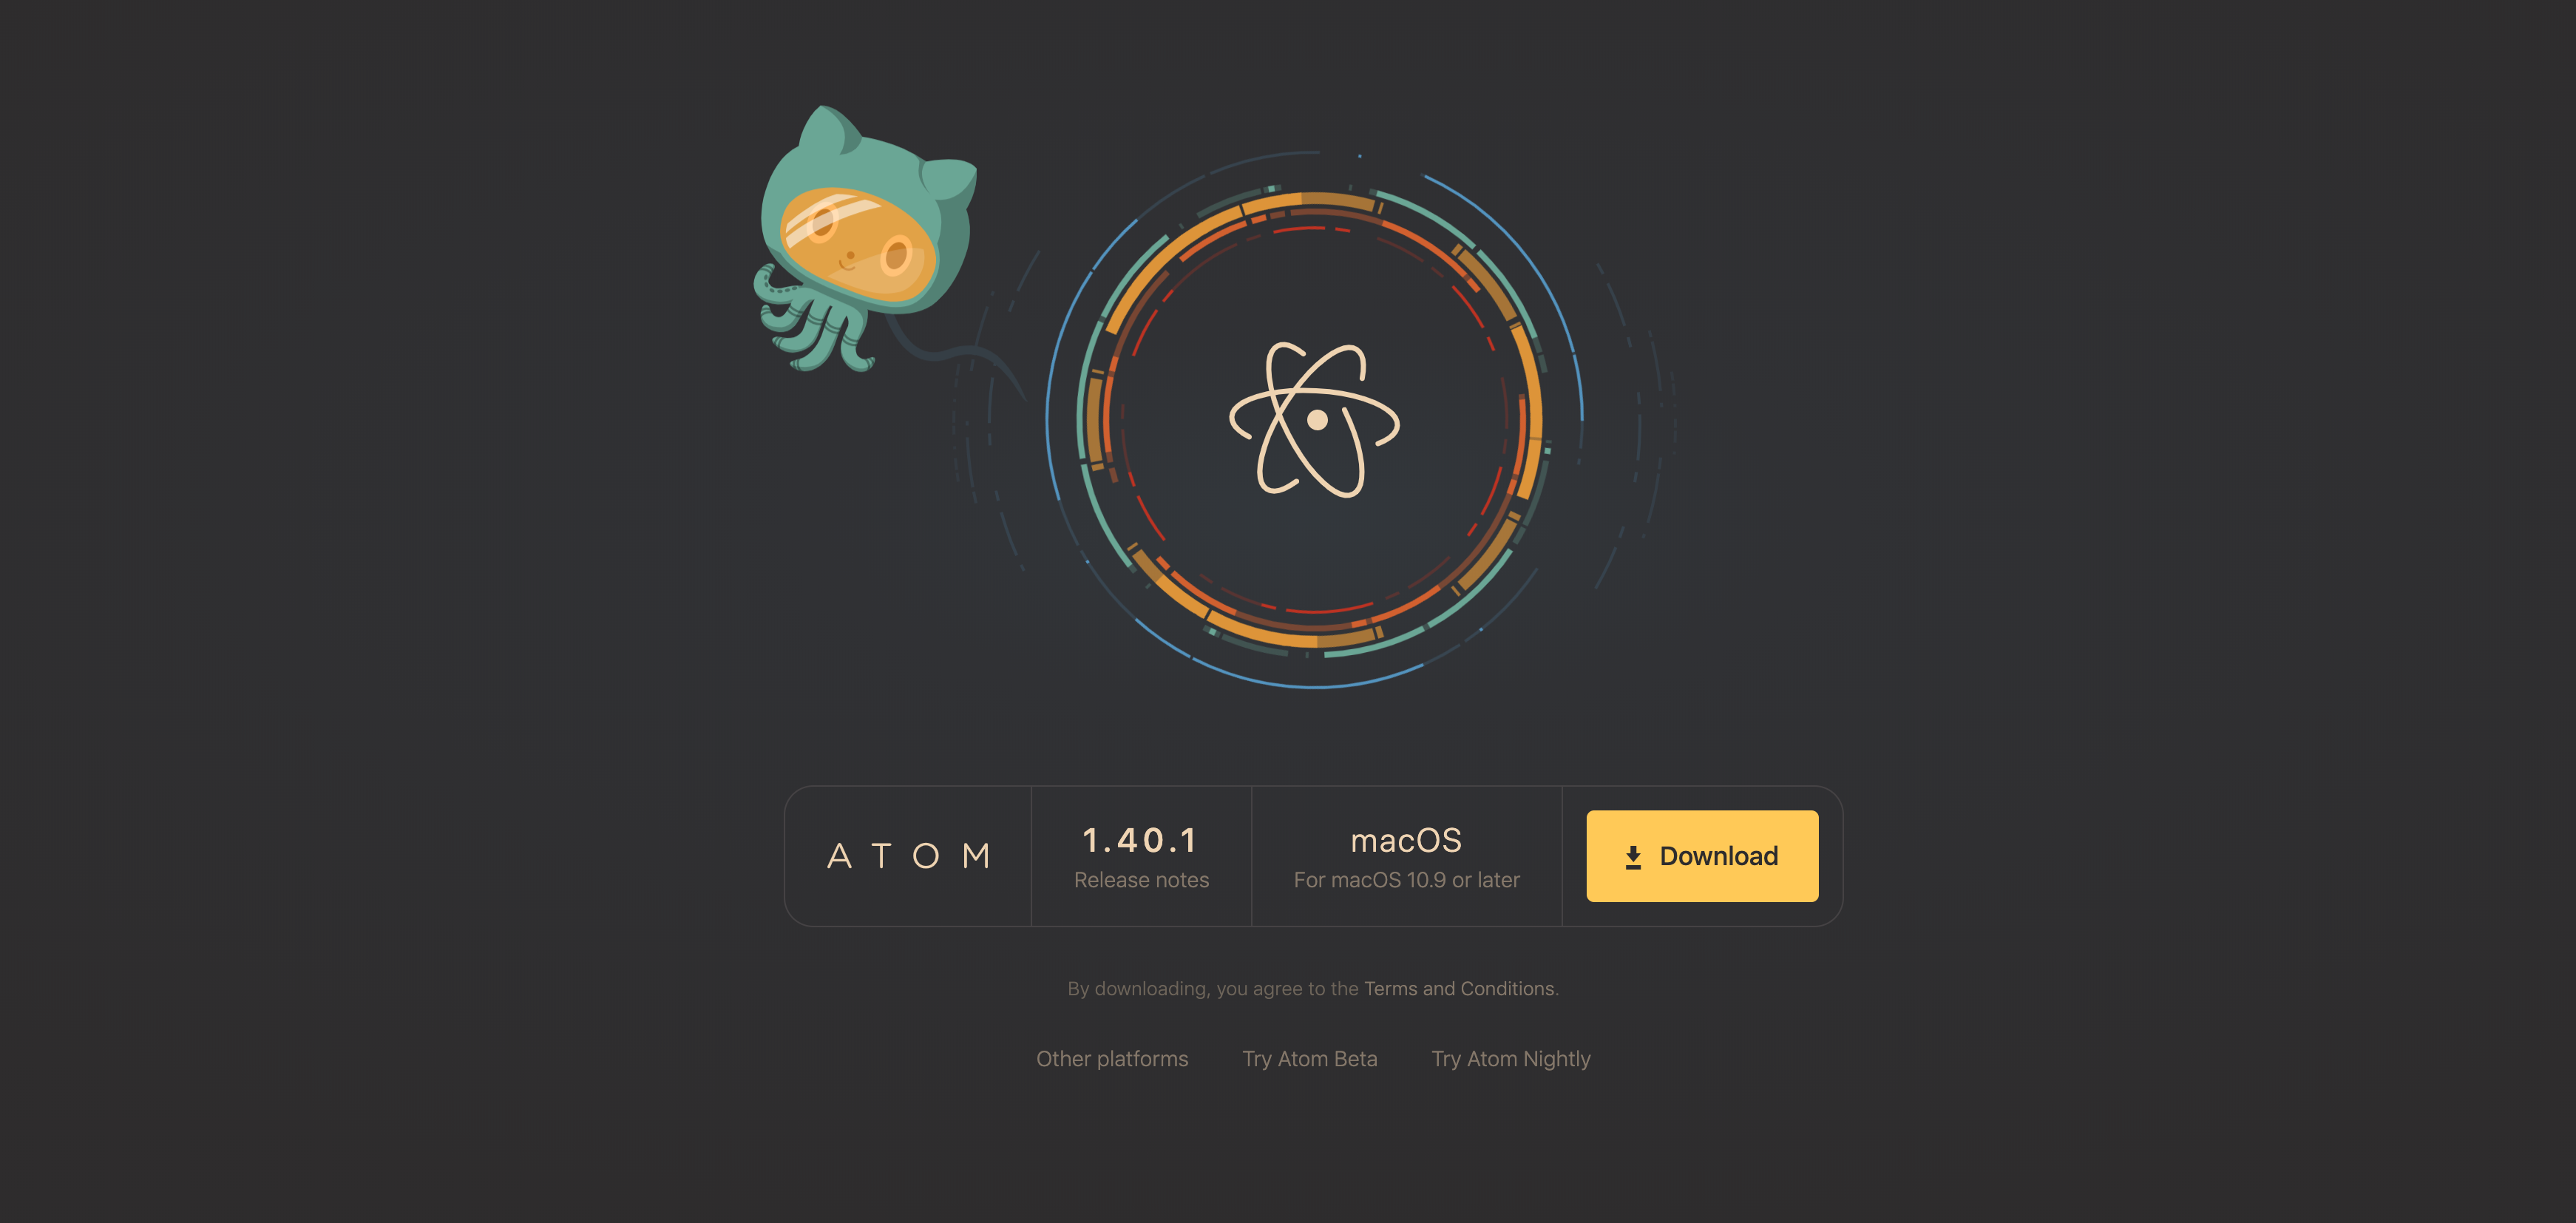 ATOM
1.40.1
Release notes
macOS
For macOS 10.9 or later
Download
By downloading, you agree to the Terms and Conditions.
Other platforms
Try Atom Beta
Try Atom Nightly